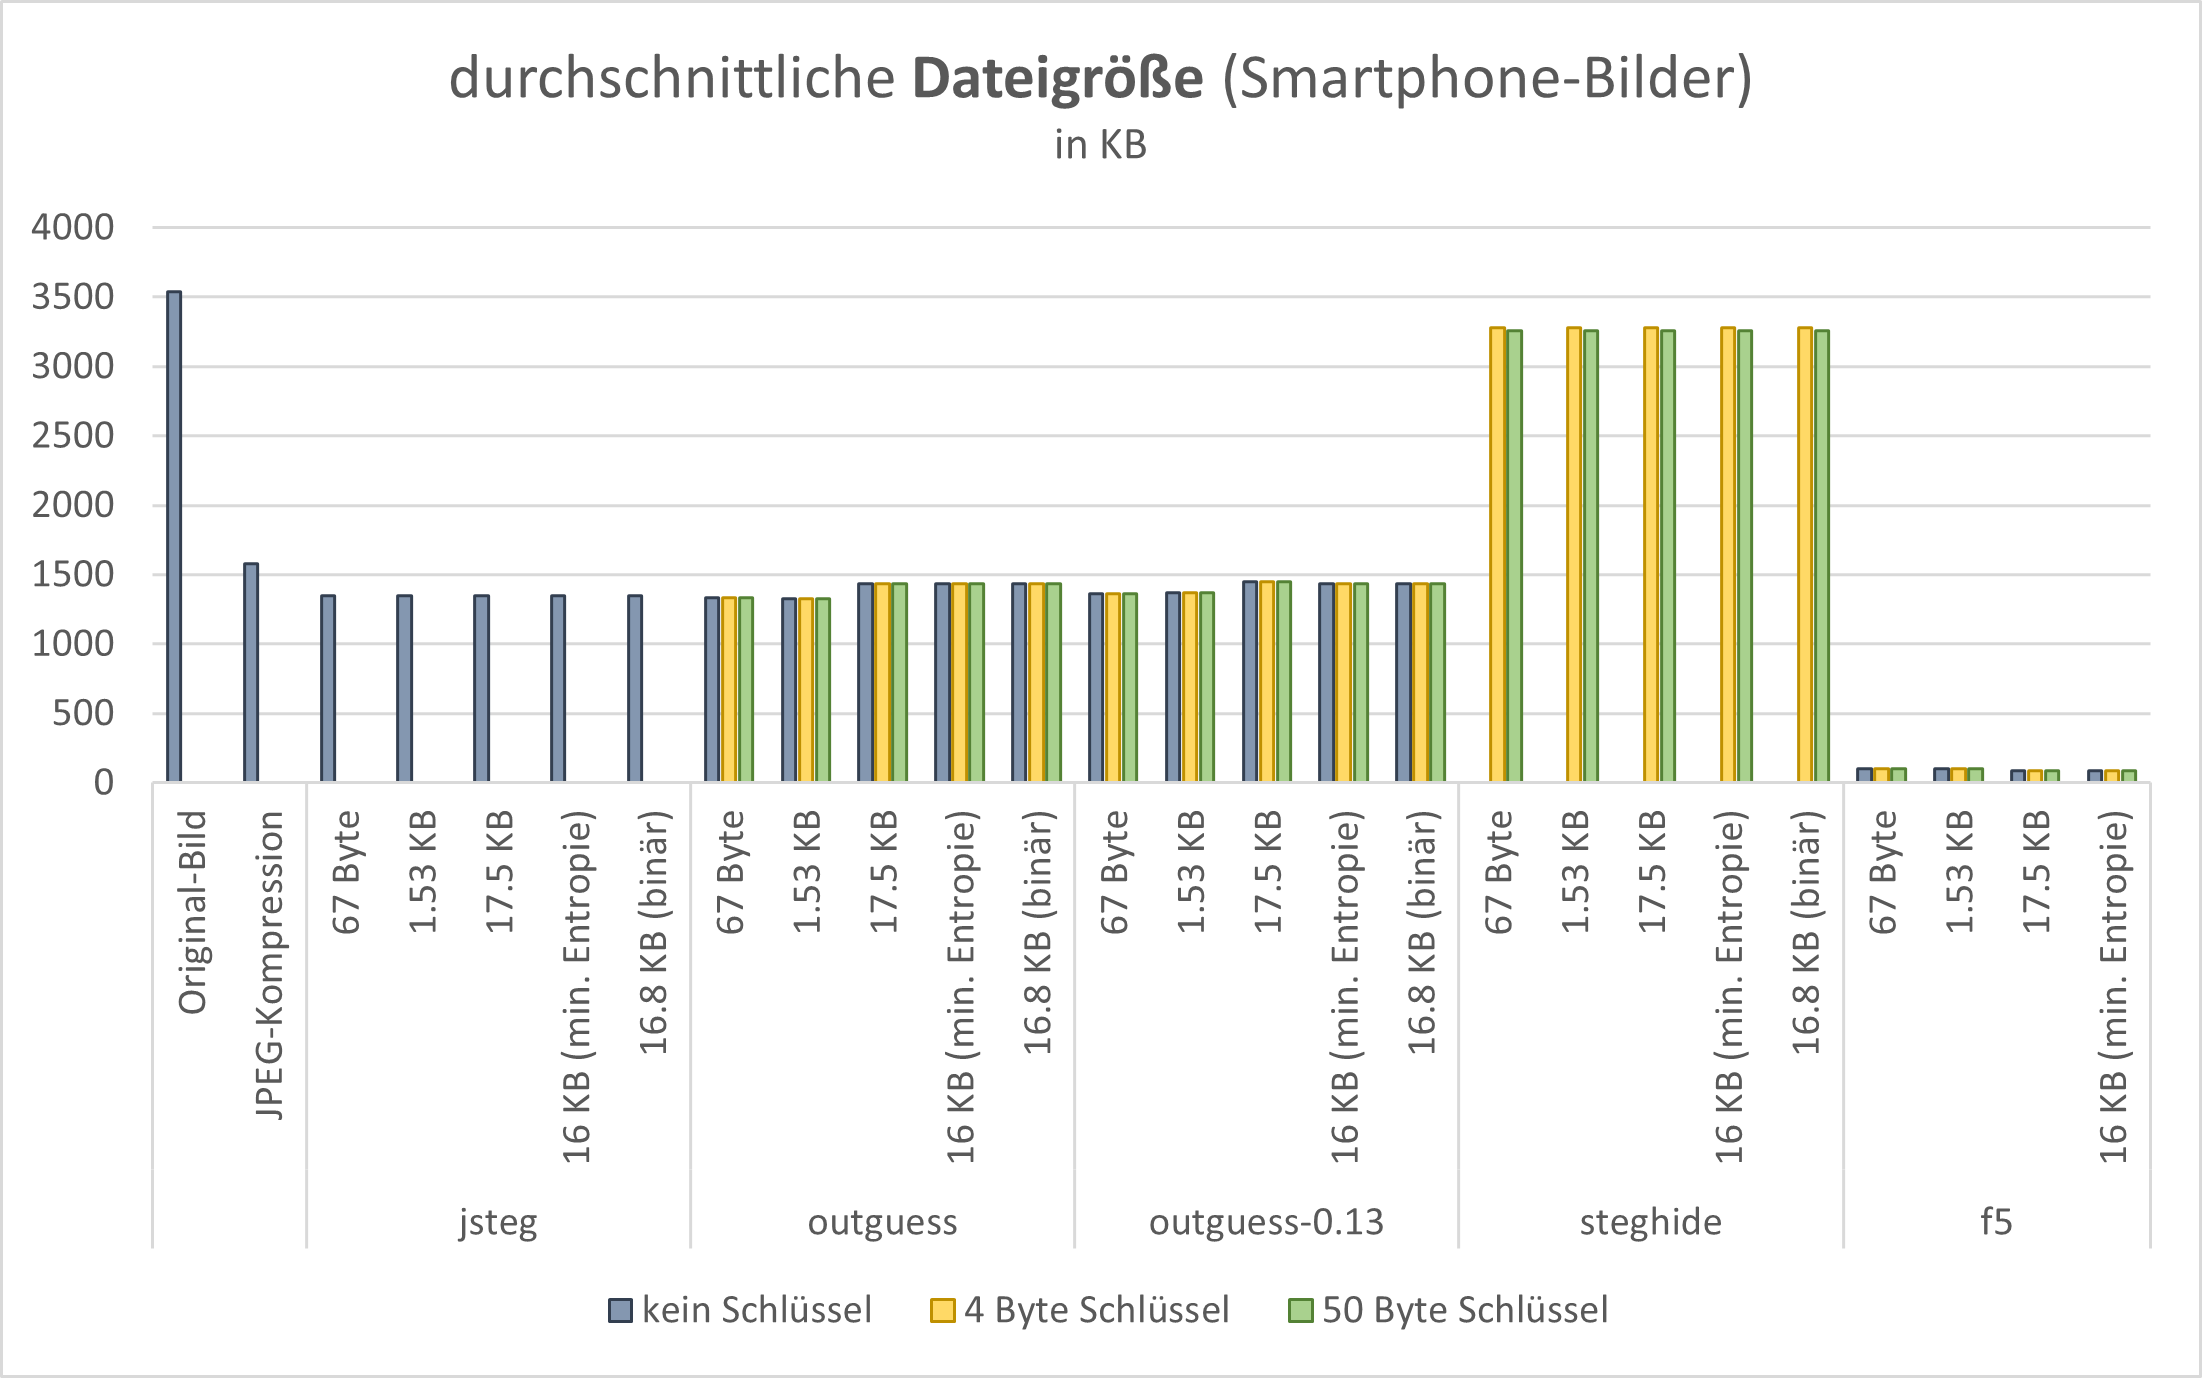 durchschnittliche Dateigröße (Smartphone-Bilder)
in KB
4000
3500
3000
2500
2000
1500
1000
500
0
Original-Bild
JPEG-Kompression
67 Byte
1.53 KB
17.5 KB
16 KB (min. Entropie)
16.8 KB (binär)
67 Byte
1.53 KB
17.5 KB
16 KB (min. Entropie)
16.8 KB (binär)
67 Byte
1.53 KB
17.5 KB
16 KB (min. Entropie)
16.8 KB (binär)
67 Byte
1.53 KB
17.5 KB
16 KB (min. Entropie)
16.8 KB (binär)
67 Byte
1.53 KB
17.5 KB
16 KB (min. Entropie)
jsteg
outguess
outguess-0.13
steghide
f5
kein Schlüssel
4 Byte Schlüssel
50 Byte Schlüssel